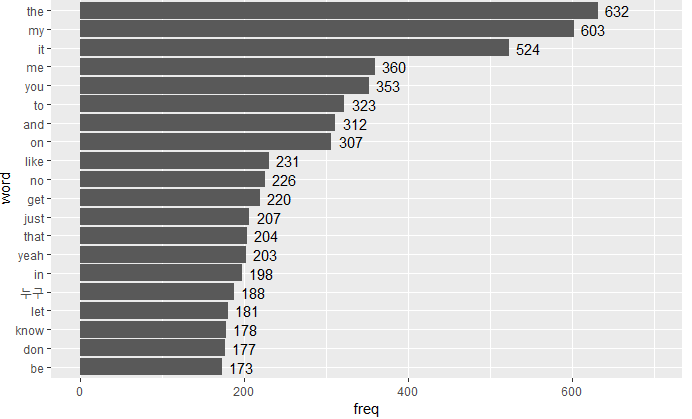 the 632
my 603
it 524
me 360
you 353
to 323
and 312
on 307
like 231
no 226
get 220
just 207
that 204
yeah 203
in 198
누구 188
let 181
know 178
don 177
be 173
word
0 200 400 600
freq